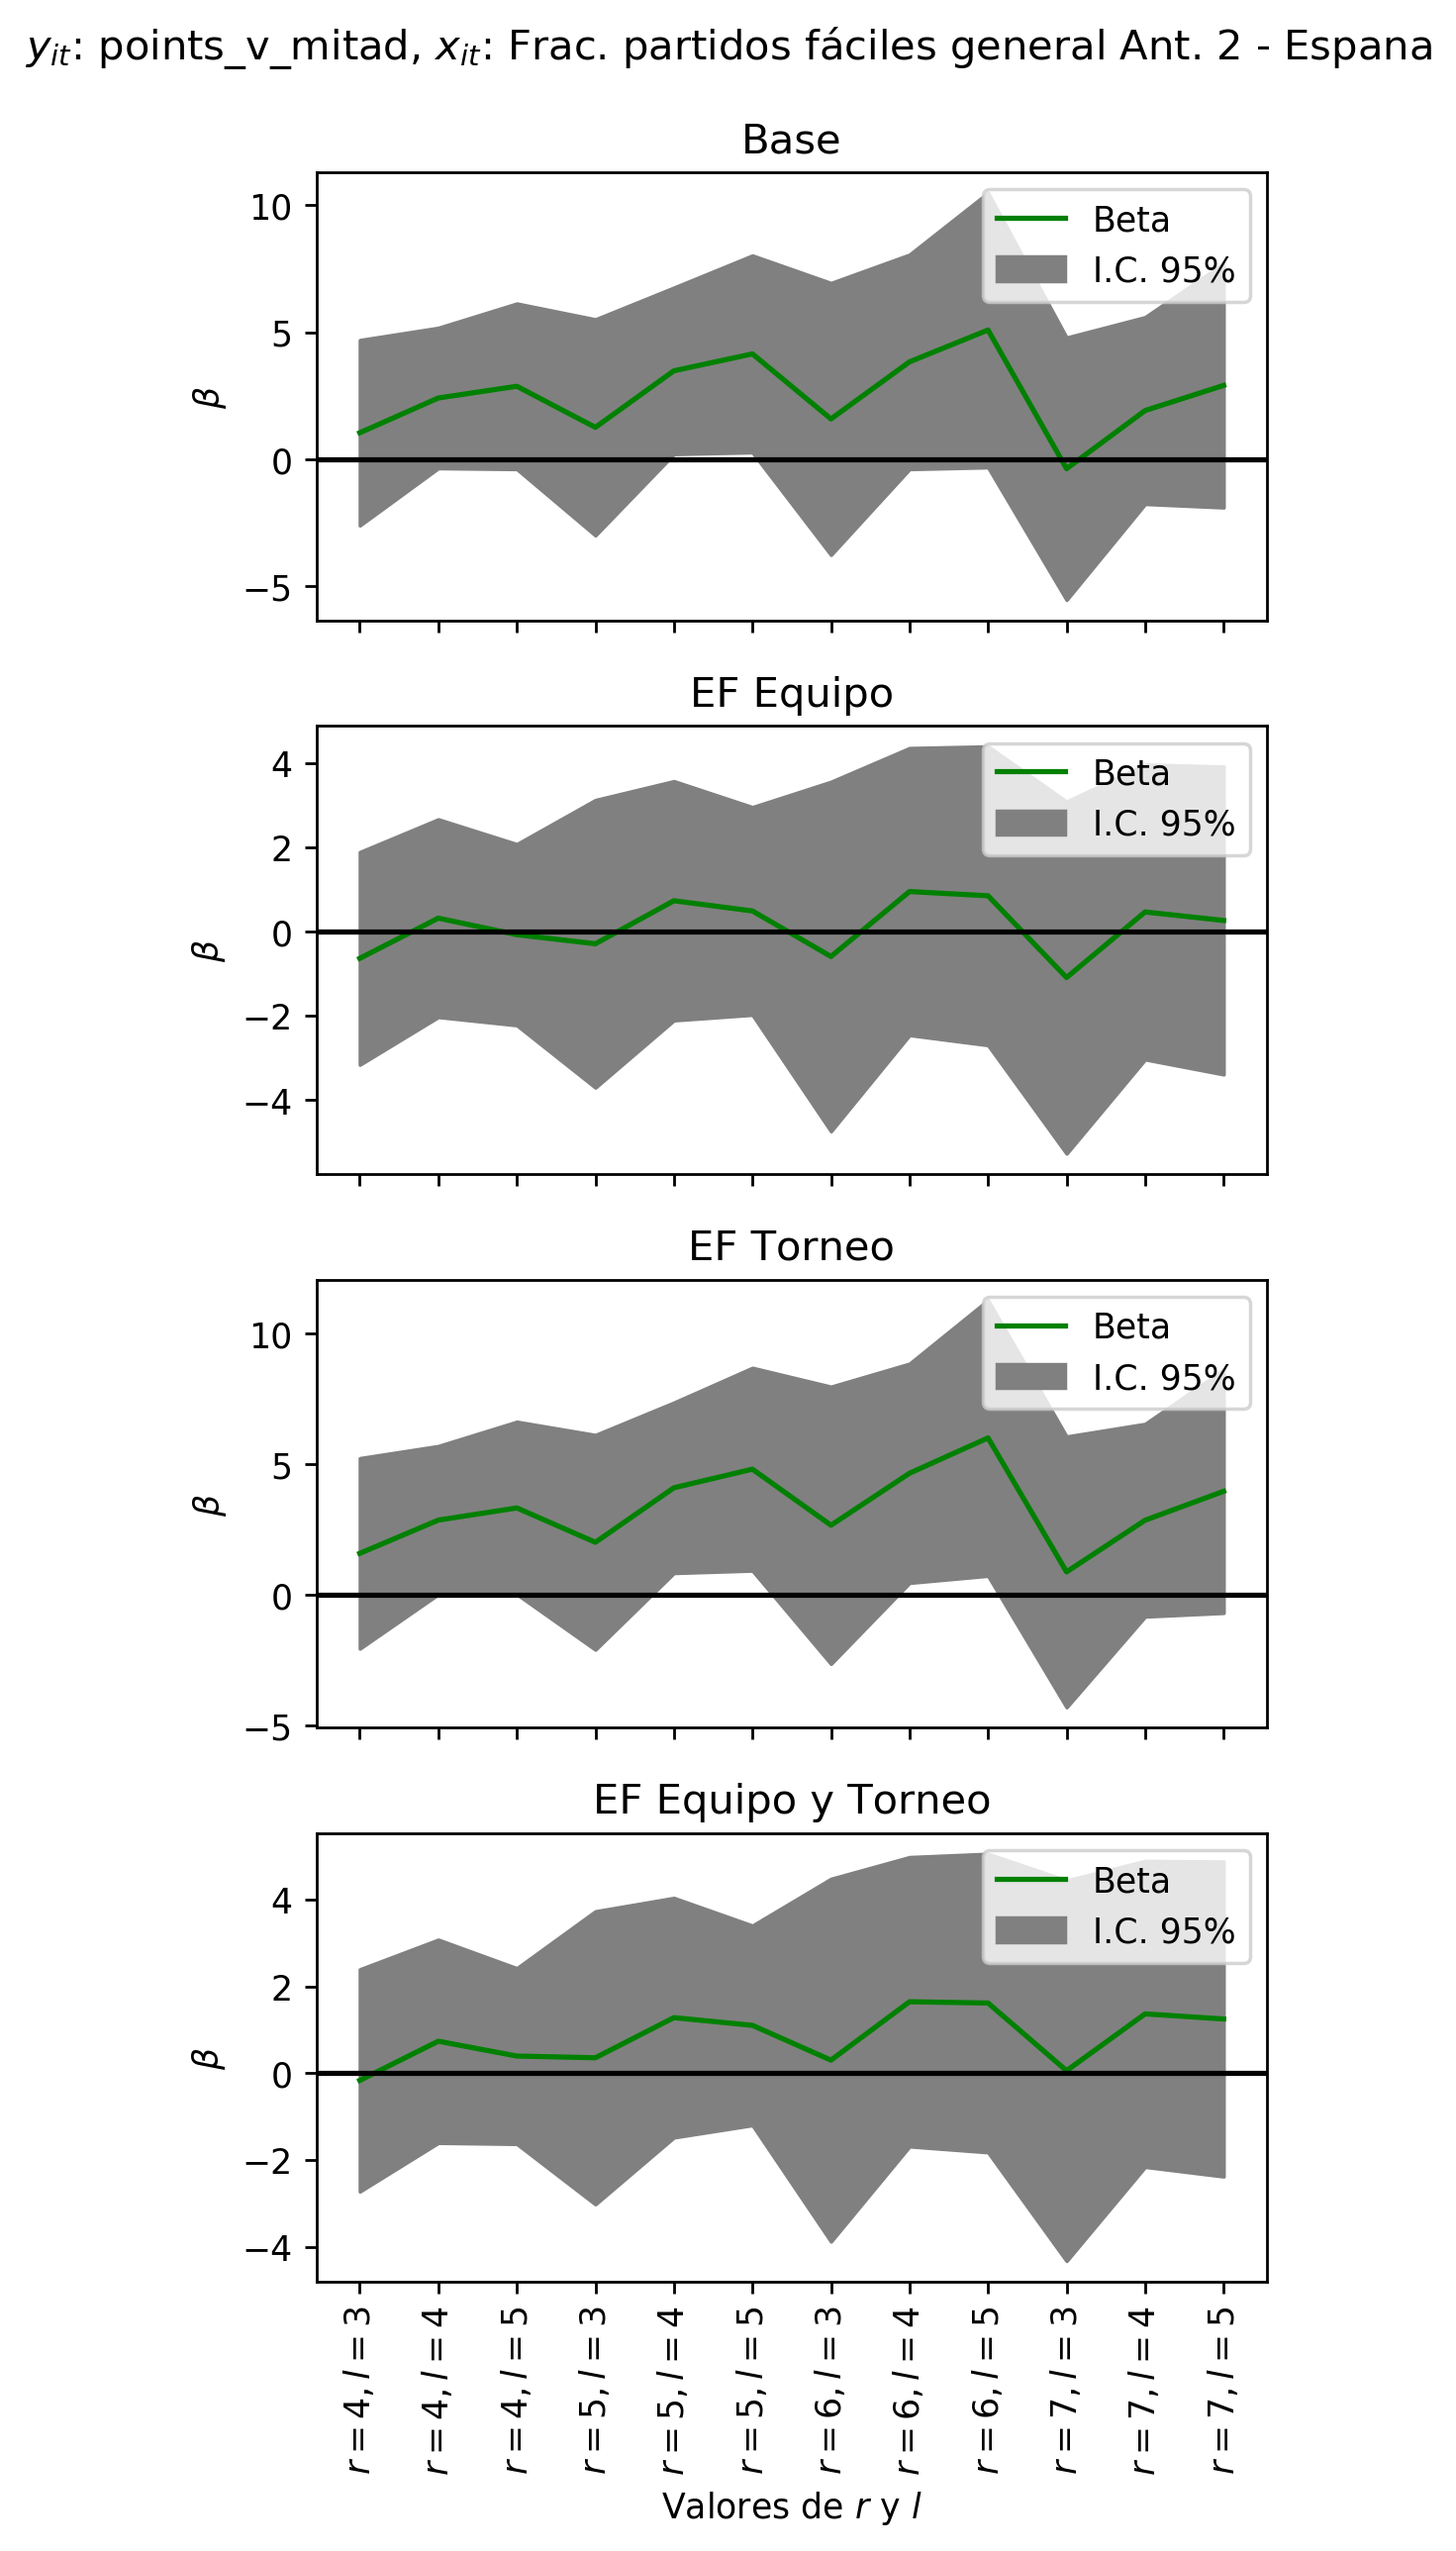 y_it: points_v_mitad, x_it: Frac. partidos fáciles general Ant. 2 - Espana
Base
10
5
0
−5
β
Beta
I.C. 95%
EF Equipo
4
2
0
−2
−4
β
Beta
I.C. 95%
EF Torneo
10
5
0
−5
β
Beta
I.C. 95%
EF Equipo y Torneo
4
2
0
−2
−4
β
Beta
I.C. 95%
r = 4, l = 3
r = 4, l = 4
r = 4, l = 5
r = 5, l = 3
r = 5, l = 4
r = 5, l = 5
r = 6, l = 3
r = 6, l = 4
r = 6, l = 5
r = 7, l = 3
r = 7, l = 4
r = 7, l = 5
Valores de r y l